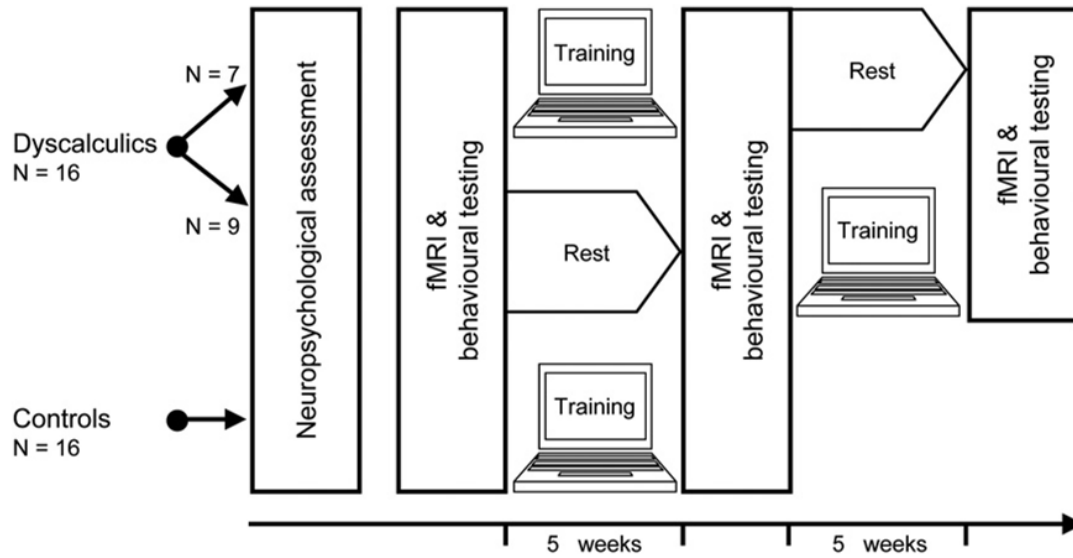 Dyscalculics
N = 16
N = 7
N = 9
Controls
N = 16
Neuropsychological assessment
fMRI &
behavioural testing
Training
Rest
Training
fMRI &
behavioural testing
Rest
Training
fMRI &
behavioural testing
5 weeks
5 weeks